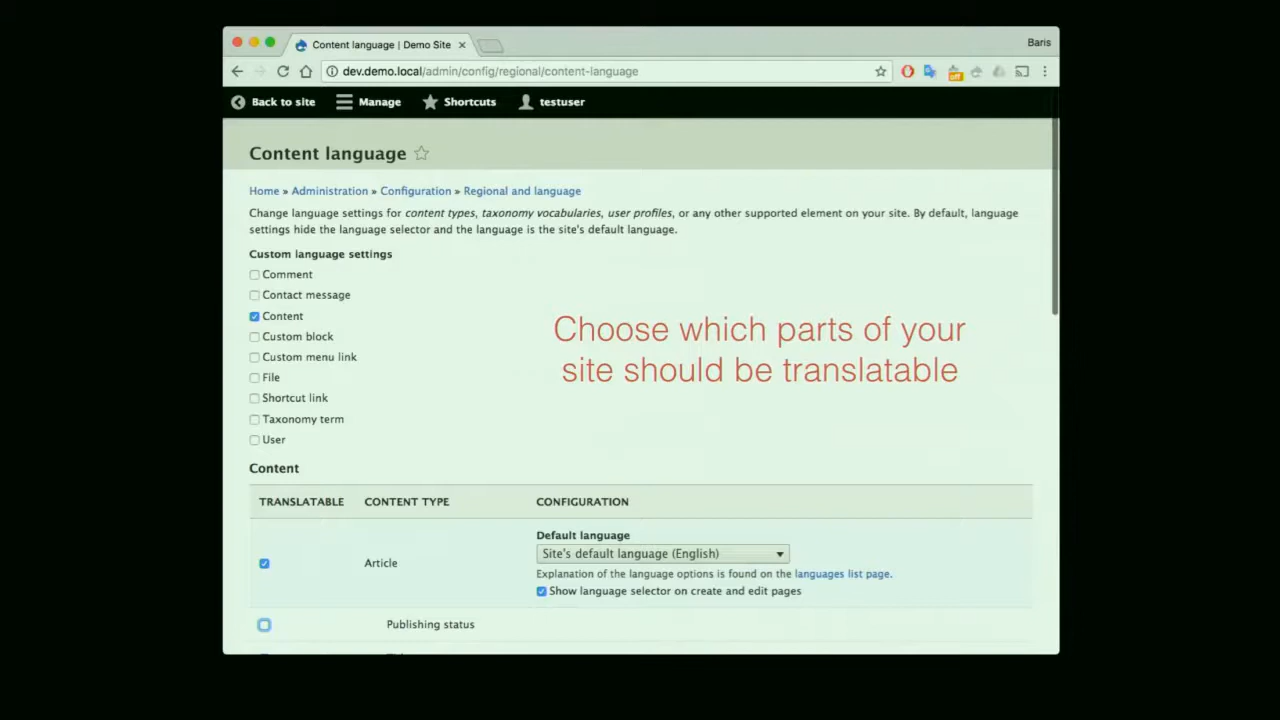 Content language | Demo Site
Baris
dev.demo.local/admin/config/regional/content-language
off
Back to site Manage Shortcuts testuser
Content language
Home » Administration » Configuration » Regional and language
Change language settings for content types, taxonomy vocabularies, user profiles, or any other supported element on your site. By default, language
settings hide the language selector and the language is the site's default language.
Custom language settings
Comment
Contact message
Content
Custom block
Custom menu link
File
Shortcut link
Taxonomy term
User
Choose which parts of your
site should be translatable
Content
TRANSLATABLE CONTENT TYPE CONFIGURATION
Default language
Site's default language (English)
Explanation of the language options is found on the languages list page.
Article
Show language selector on create and edit pages
Publishing status